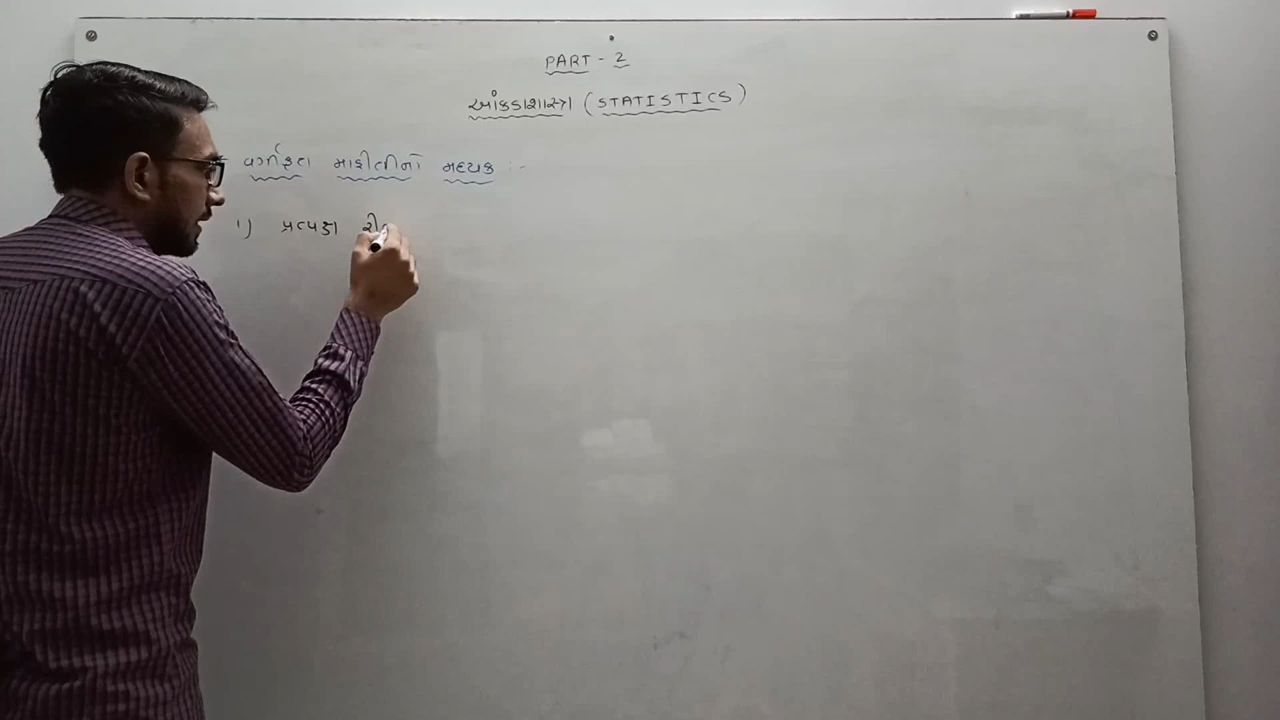 PART - 2
આંકડાશાસ્ત્ર (STATISTICS)
વર્ગીકૃત માહિતીનો મધ્યક :-
1) પ્રત્યક્ષ રી